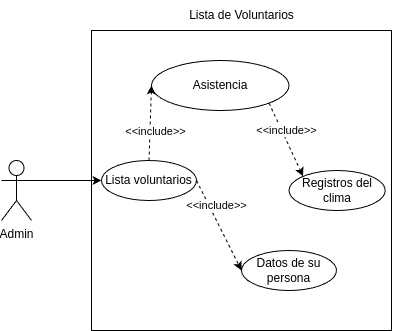 Lista de Voluntarios
Asistencia
<<include>>
<<include>>
Lista voluntarios
Registros del
clima
<<include>>
Admin
Datos de su
persona